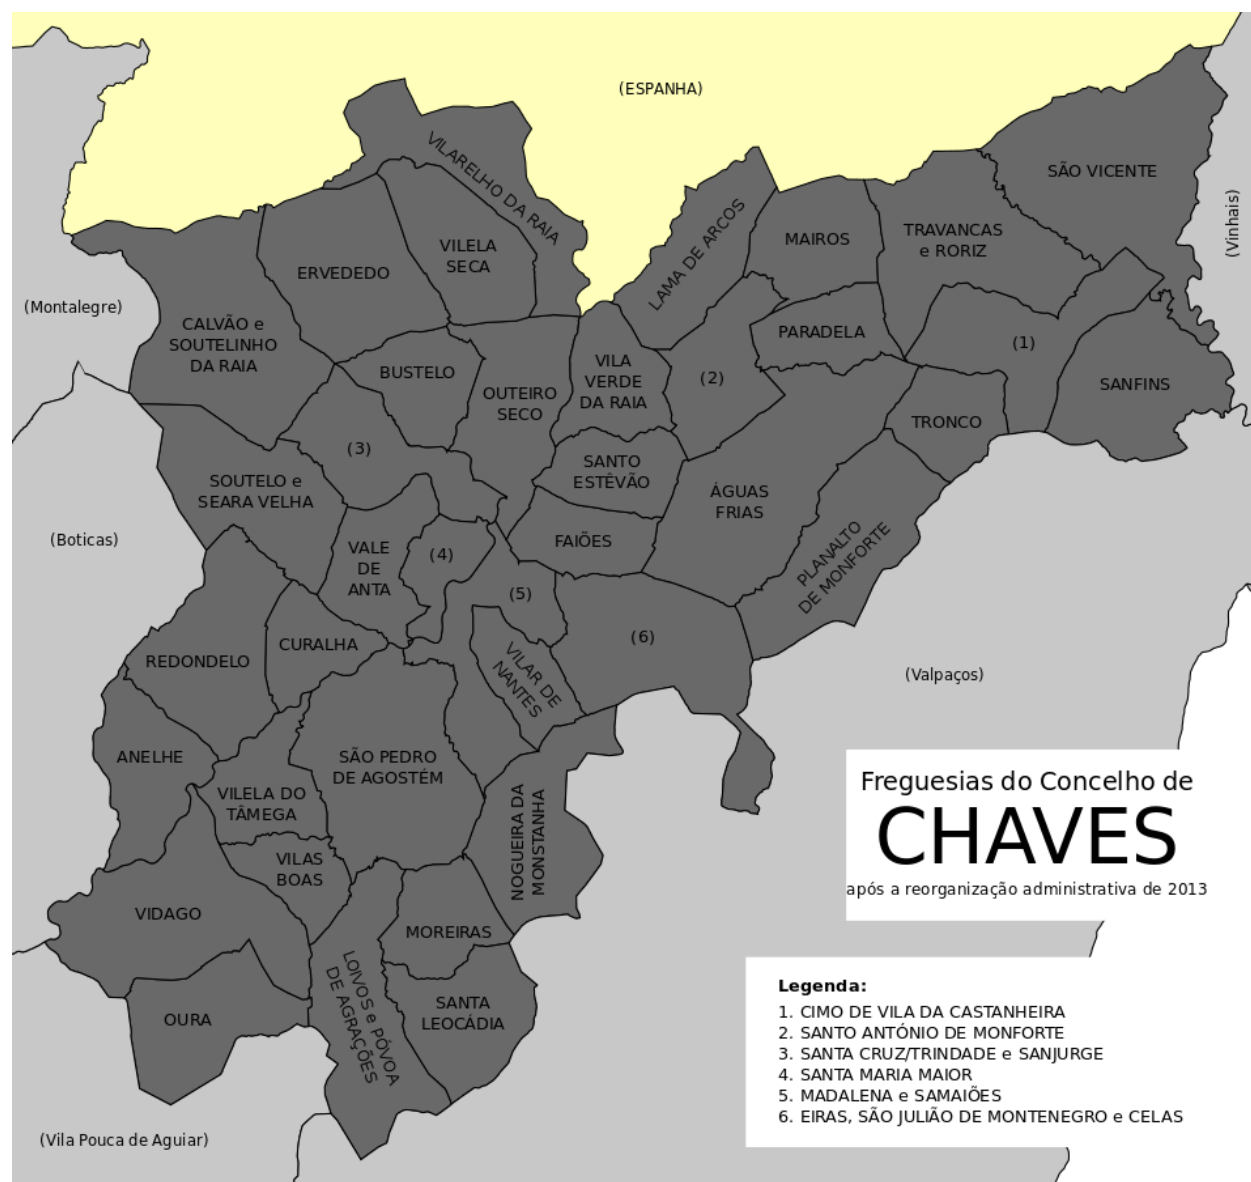 (ESPANHA)
VILARELHO DA RAIA
SÃO VICENTE
(Vinhais)
LAMA DE ARCOS
MAIROS
TRAVANCAS
e RORIZ
VILELA
SECA
ERVEDEDO
(Montalegre)
CALVÃO e
SOUTELINHO
DA RAIA
PARADELA
(1)
BUSTELO
VILA
VERDE
DA RAIA
(2)
SANFINS
OUTEIRO
SECO
TRONCO
(3)
SANTO
ESTÊVÃO
SOUTELO e
SEARA VELHA
ÁGUAS
FRIAS
(Boticas)
VALE
DE
ANTA
(4)
FAIÕES
PLANALTO
DE MONFORTE
(5)
(6)
CURALHA
REDONDELO
VILAR DE
NANTES
(Valpaços)
ANELHE
SÃO PEDRO
DE AGOSTÉM
VILELA DO
TÂMEGA
NOGUEIRA DA
MONSTANHA
Freguesias do Concelho de
CHAVES
após a reorganização administrativa de 2013
VILAS
BOAS
VIDAGO
MOREIRAS
LOIVOS e PÓVOA
DE AGRAÇÕES
SANTA
LEOCÁDIA
OURA
(Vila Pouca de Aguiar)
Legenda:
1. CIMO DE VILA DA CASTANHEIRA
2. SANTO ANTÓNIO DE MONFORTE
3. SANTA CRUZ/TRINDADE e SANJURGE
4. SANTA MARIA MAIOR
5. MADALENA e SAMAIÕES
6. EIRAS, SÃO JULIÃO DE MONTENEGRO e CELAS